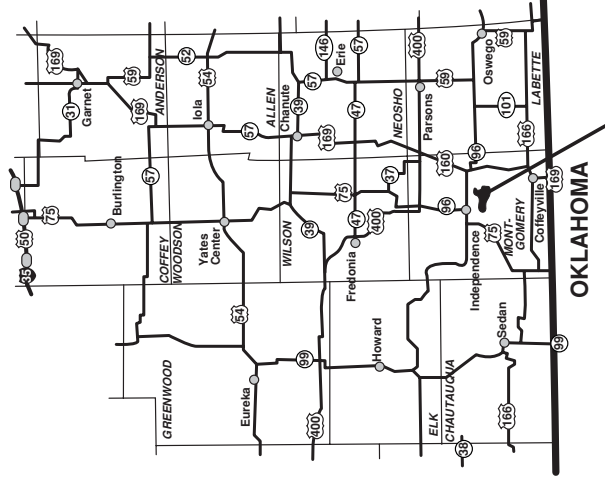 35
50
75
169
31
Garnet
Burlington
59
169
57
ANDERSON
GREENWOOD
COFFEY
WOODSON
52
Iola
Yates
Center
54
54
Eureka
57
ALLEN
WILSON
Chanute
99
39
39
57
400
169
146
Erie
75
Fredonia
47
47
57
Howard
400
37
NEOSHO
400
Parsons
ELK
CHAUTAUQUA
96
160
59
38
Independence
96
Oswego
75
Sedan
59
166
MONT-
GOMERY
101
166
Coffeyville
LABETTE
99
169
OKLAHOMA